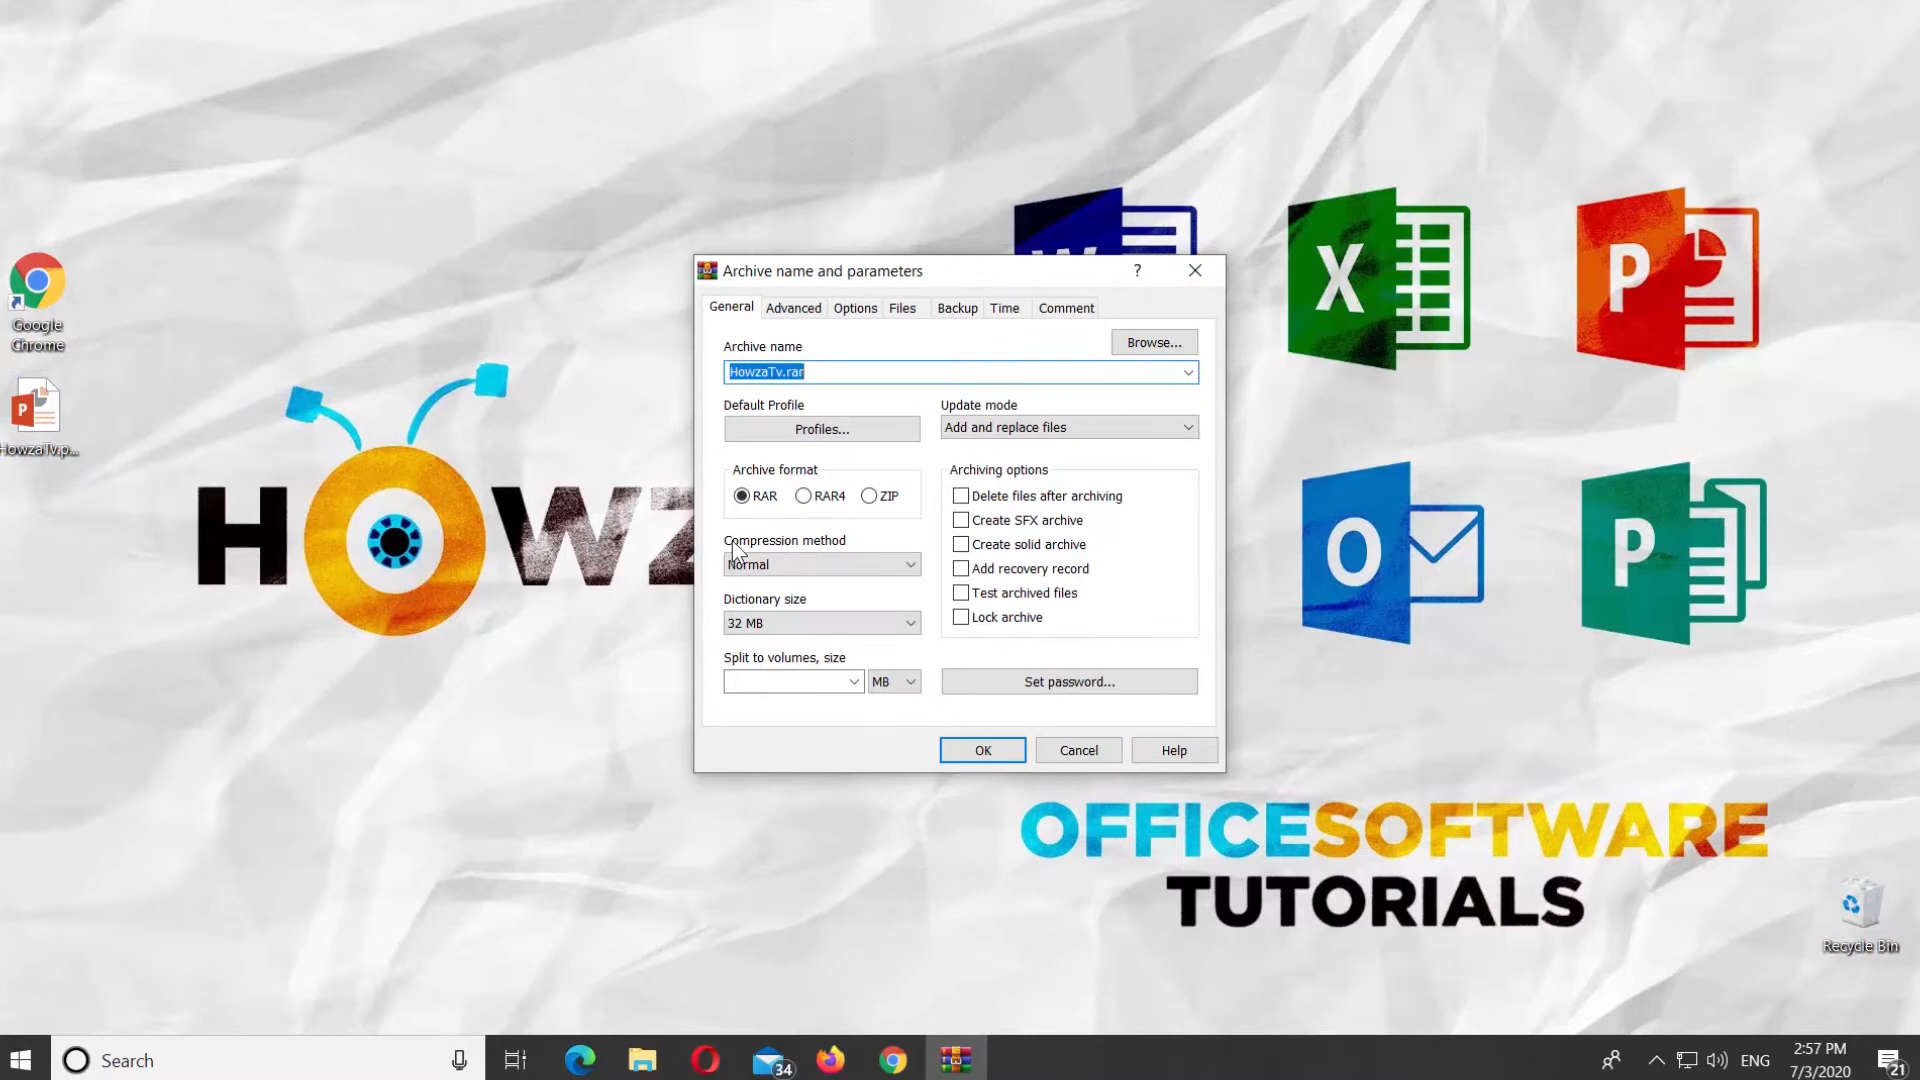 Archive name and parameters
?
General Advanced Options Files Backup Time Comment
Archive name
Browse...
HowzaTv.rar
Default Profile
Update mode
Profiles...
Add and replace files
Archive format
Archiving options
RAR RAR4 ZIP
Delete files after archiving
Create SFX archive
Compression method
Create solid archive
Normal
Add recovery record
Dictionary size
Test archived files
32 MB
Lock archive
Split to volumes, size
MB
Set password...
OK Cancel Help
Google
Chrome
P
HowzaTv.p...
HOWZ
W
X
P
O
P
OFFICESOFTWARE
TUTORIALS
Recycle Bin
Search
34
ENG
2:57 PM
7/3/2020
21